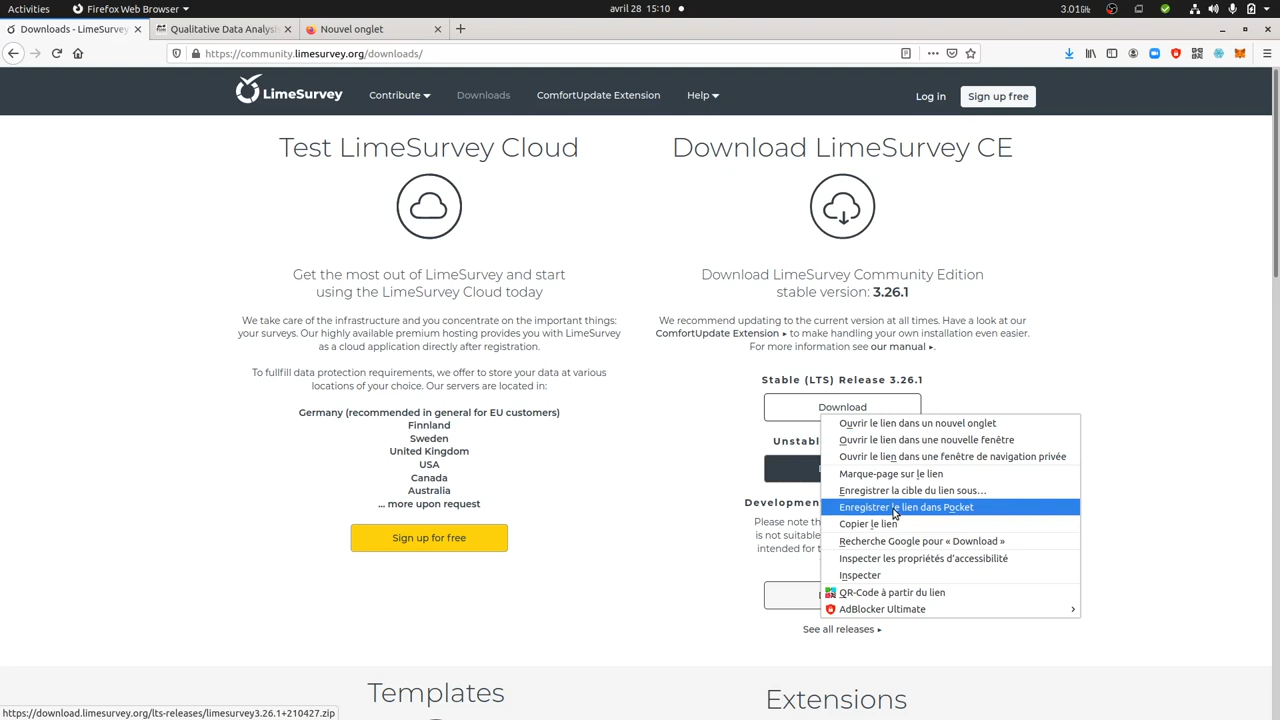 Activities
Firefox Web Browser
avril 28 15:10
3.01 GHz
Downloads - LimeSurvey
Qualitative Data Analysis
Nouvel onglet
https://community.limesurvey.org/downloads/
LimeSurvey
Contribute
Downloads
ComfortUpdate Extension
Help
Log in
Sign up free
Test LimeSurvey Cloud
Get the most out of LimeSurvey and start
using the LimeSurvey Cloud today
We take care of the infrastructure and you concentrate on the important things:
your surveys. Our highly available premium hosting provides you with LimeSurvey
as a cloud application directly after registration.
To fullfill data protection requirements, we offer to store your data at various
locations of your choice. Our servers are located in:
Germany (recommended in general for EU customers)
Finnland
Sweden
United Kingdom
USA
Canada
Australia
... more upon request
Sign up for free
Download LimeSurvey CE
Download LimeSurvey Community Edition
stable version: 3.26.1
We recommend updating to the current version at all times. Have a look at our
ComfortUpdate Extension ▸ to make handling your own installation even easier.
For more information see our manual ▸.
Stable (LTS) Release 3.26.1
Download
Unstabl
Development
Please note th
is not suitable
intended for t
See all releases ▸
Ouvrir le lien dans un nouvel onglet
Ouvrir le lien dans une nouvelle fenêtre
Ouvrir le lien dans une fenêtre de navigation privée
Marque-page sur le lien
Enregistrer la cible du lien sous…
Enregistrer le lien dans Pocket
Copier le lien
Recherche Google pour « Download »
Inspecter les propriétés d'accessibilité
Inspecter
QR-Code à partir du lien
AdBlocker Ultimate
Templates
Extensions
https://download.limesurvey.org/lts-releases/limesurvey3.26.1+210427.zip